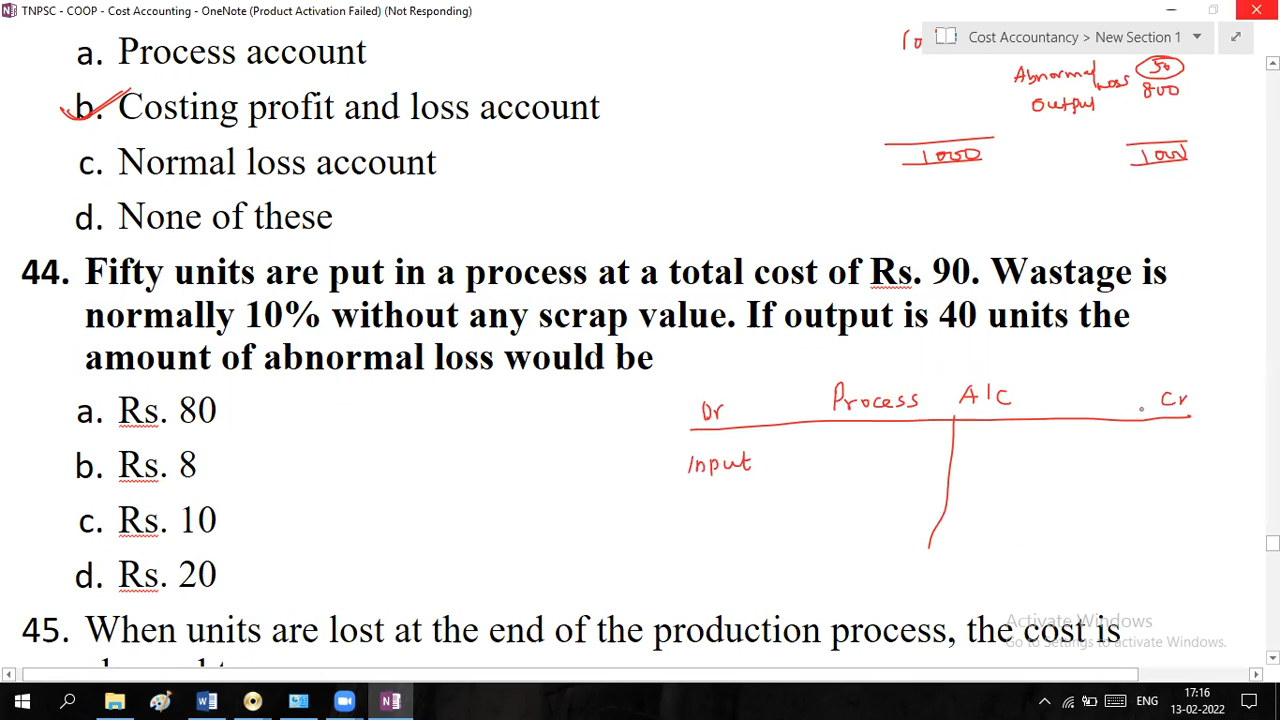 TNPSC - COOP - Cost Accounting - OneNote (Product Activation Failed) (Not Responding)
Cost Accountancy > New Section 1
a. Process account
b. Costing profit and loss account
c. Normal loss account
d. None of these
Abnormal loss 50
Output 800
1000 1000
44. Fifty units are put in a process at a total cost of Rs. 90. Wastage is
normally 10% without any scrap value. If output is 40 units the
amount of abnormal loss would be
a. Rs. 80
b. Rs. 8
c. Rs. 10
d. Rs. 20
Dr Process A/C Cr
Input
45. When units are lost at the end of the production process, the cost is
Activate Windows
Go to Settings to activate Windows.
ENG
17:16
13-02-2022